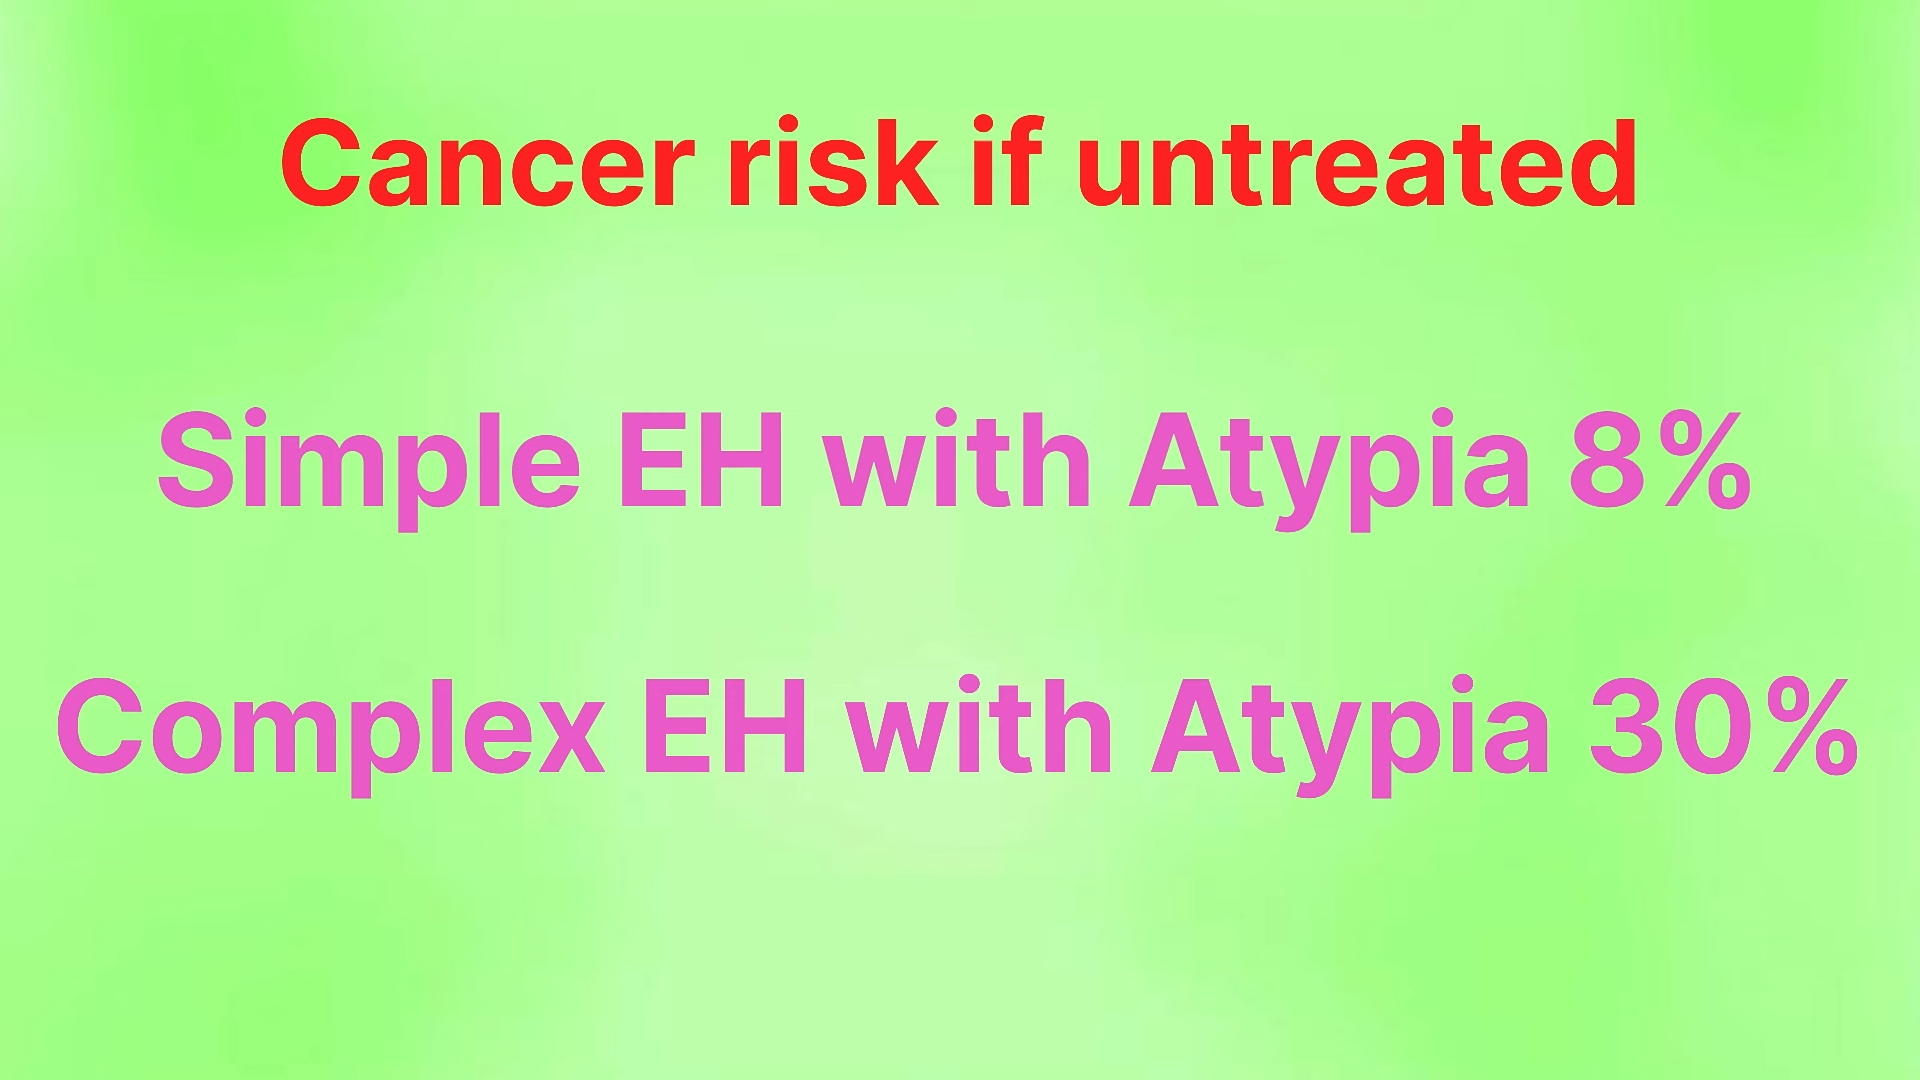 Cancer risk if untreated
Simple EH with Atypia 8%
Complex EH with Atypia 30%